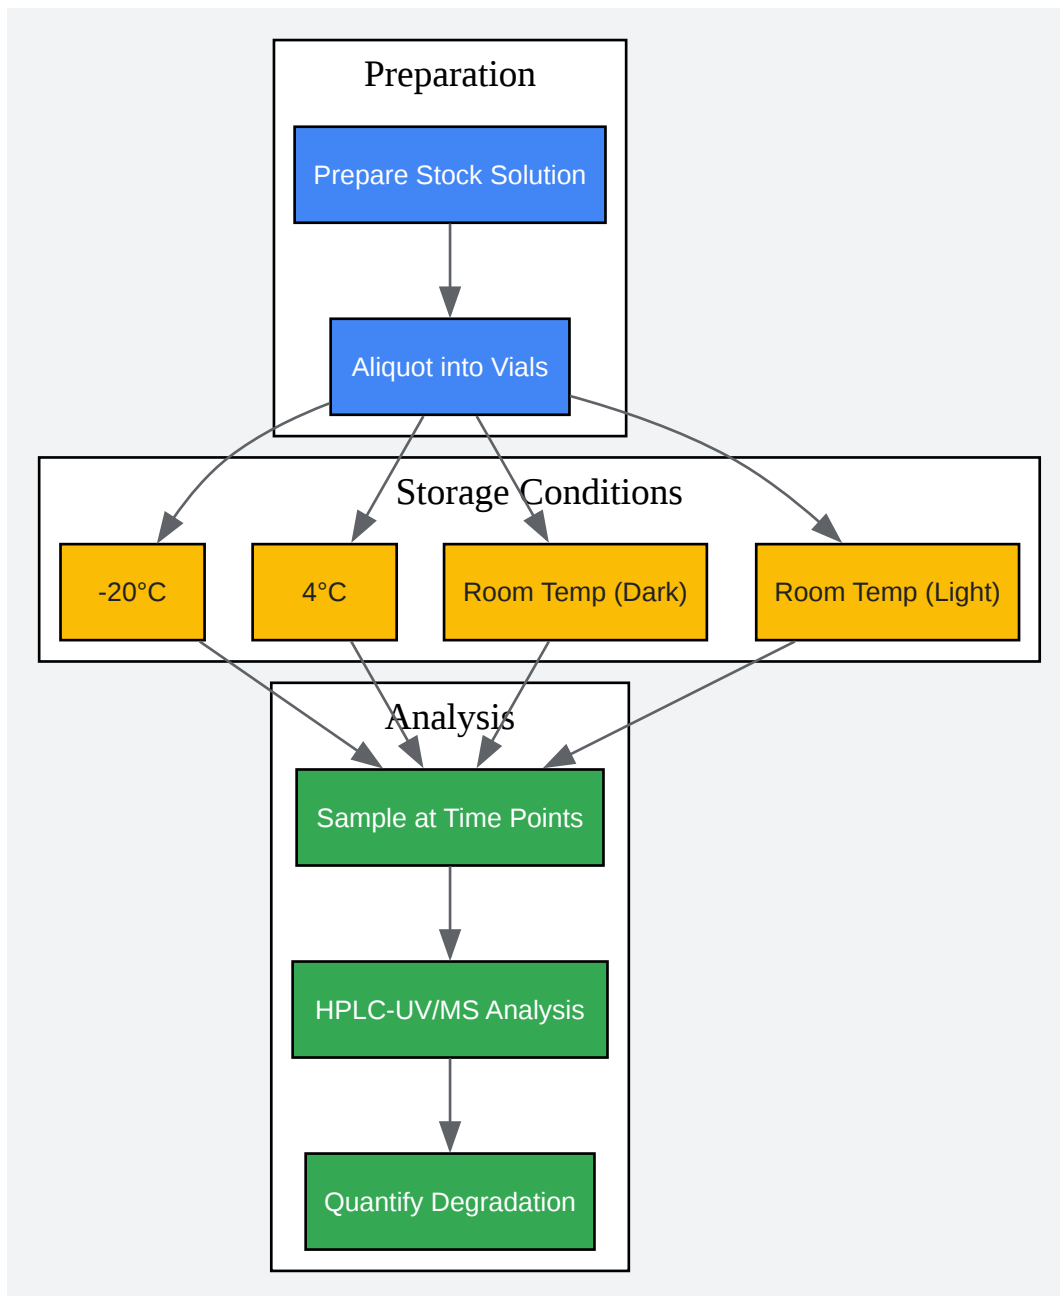 Preparation
Prepare Stock Solution
Aliquot into Vials
Storage Conditions
-20°C
4°C
Room Temp (Dark)
Room Temp (Light)
Analysis
Sample at Time Points
HPLC-UV/MS Analysis
Quantify Degradation